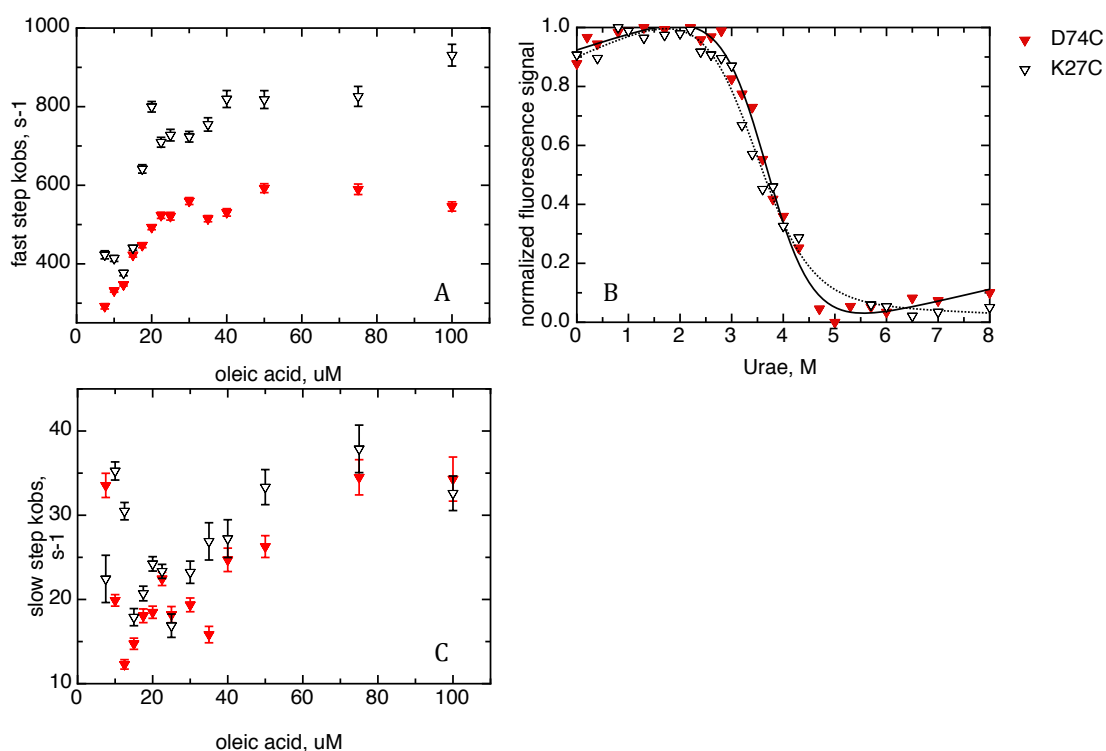 1000
800
600
400
fast step kobs, s-1
A
0
20
40
60
80
100
oleic acid, uM
1.0
0.8
0.6
0.4
0.2
0.0
normalized fluorescence signal
B
0
1
2
3
4
5
6
7
8
Urae, M
D74C
K27C
40
30
20
10
slow step kobs,
s-1
C
0
20
40
60
80
100
oleic acid, uM